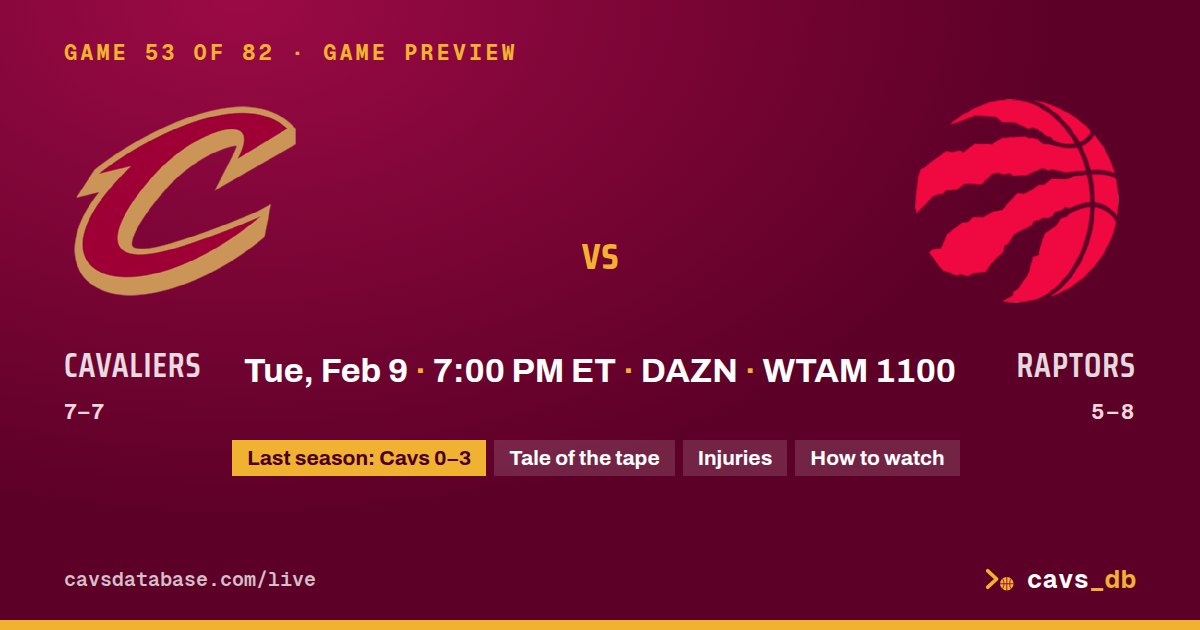 GAME 53 OF 82 · GAME PREVIEW
VS
CAVALIERS
7–7
Tue, Feb 9 · 7:00 PM ET · DAZN · WTAM 1100
RAPTORS
5–8
Last season: Cavs 0–3
Tale of the tape
Injuries
How to watch
cavsdatabase.com/live
cavs_db